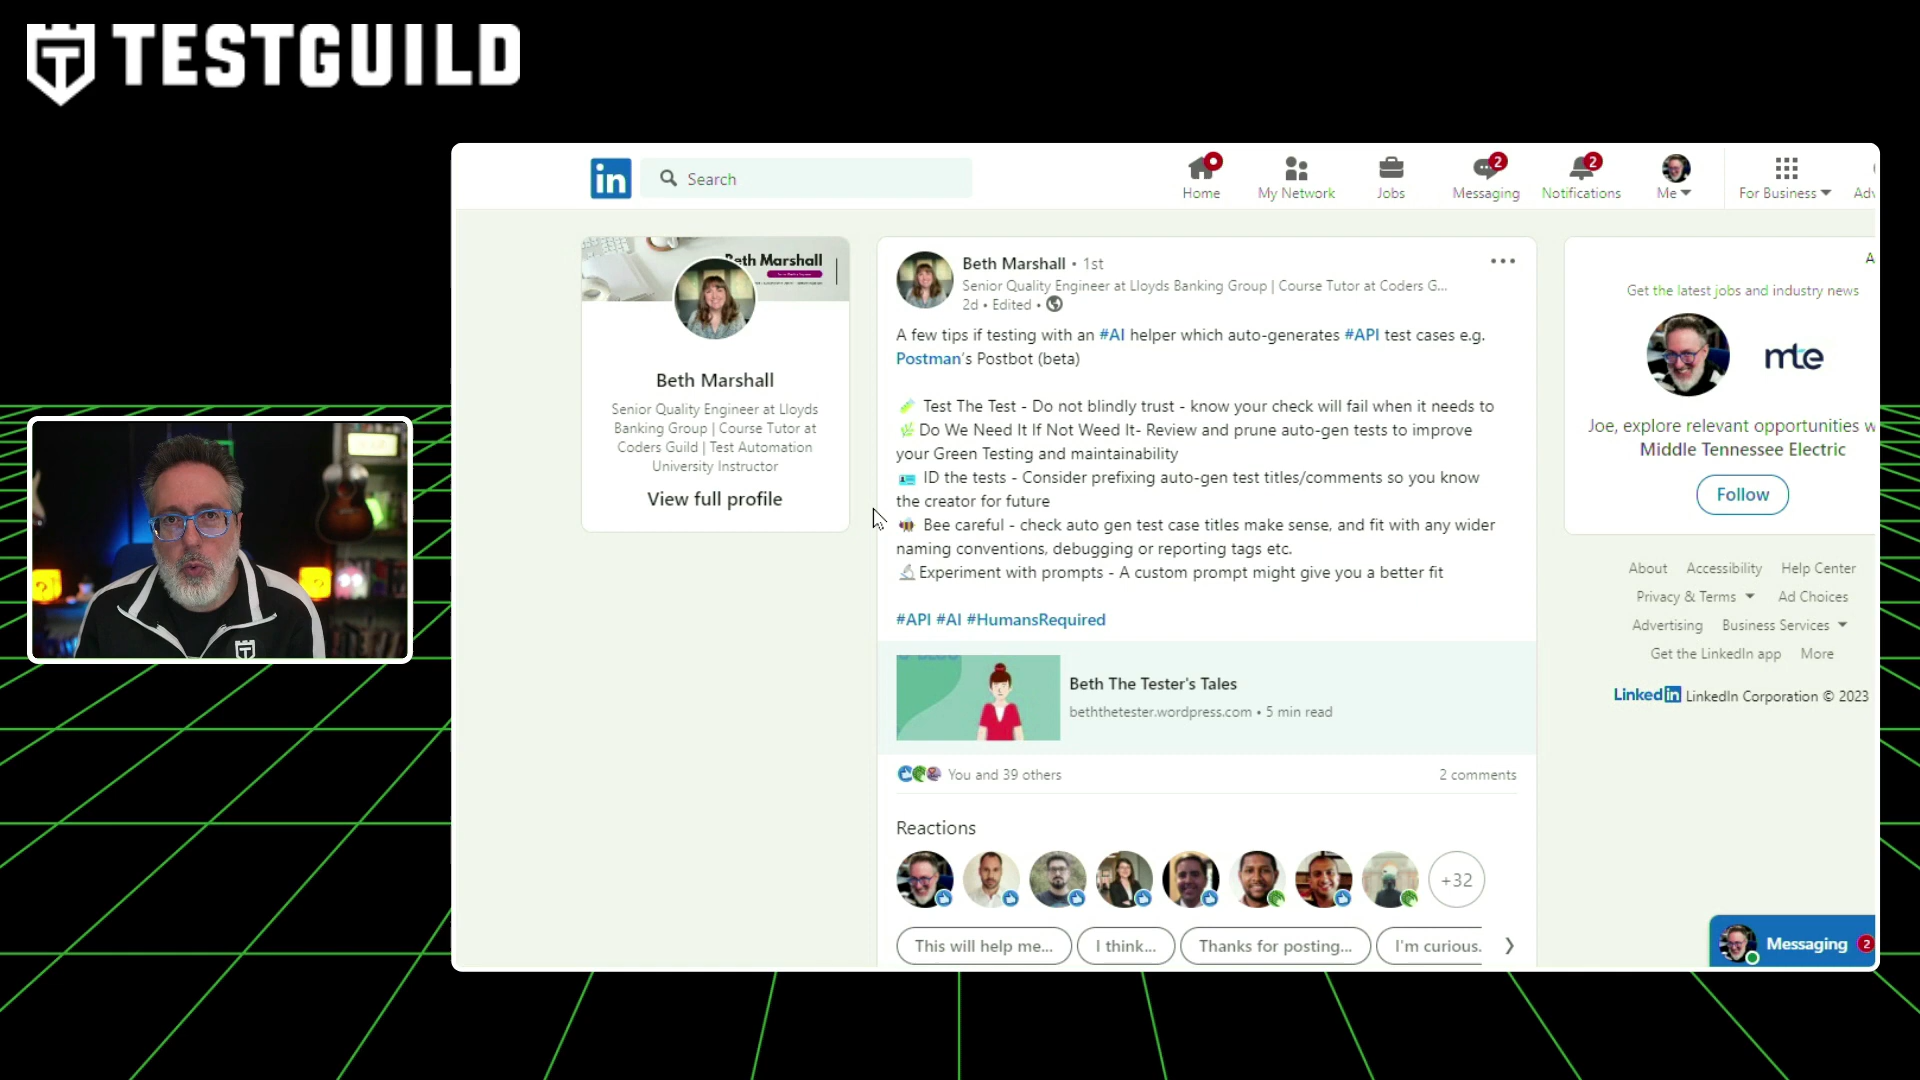 TESTGUILD
in
Search
Home
My Network
Jobs
2
Messaging
2
Notifications
Me
For Business
Adv
Beth Marshall
Beth Marshall
Senior Quality Engineer at Lloyds
Banking Group | Course Tutor at
Coders Guild | Test Automation
University Instructor
View full profile
Beth Marshall • 1st
Senior Quality Engineer at Lloyds Banking Group | Course Tutor at Coders G...
2d • Edited •
A few tips if testing with an #AI helper which auto-generates #API test cases e.g.
Postman's Postbot (beta)
Test The Test - Do not blindly trust - know your check will fail when it needs to
Do We Need It If Not Weed It- Review and prune auto-gen tests to improve
your Green Testing and maintainability
ID the tests - Consider prefixing auto-gen test titles/comments so you know
the creator for future
Bee careful - check auto gen test case titles make sense, and fit with any wider
naming conventions, debugging or reporting tags etc.
Experiment with prompts - A custom prompt might give you a better fit
#API #AI #HumansRequired
Beth The Tester's Tales
beththetester.wordpress.com • 5 min read
You and 39 others
2 comments
Reactions
+32
This will help me...
I think...
Thanks for posting...
I'm curious.
A
Get the latest jobs and industry news
mte
Joe, explore relevant opportunities w
Middle Tennessee Electric
Follow
About Accessibility Help Center
Privacy & Terms Ad Choices
Advertising Business Services
Get the LinkedIn app More
Linkedin LinkedIn Corporation © 2023
Messaging 2